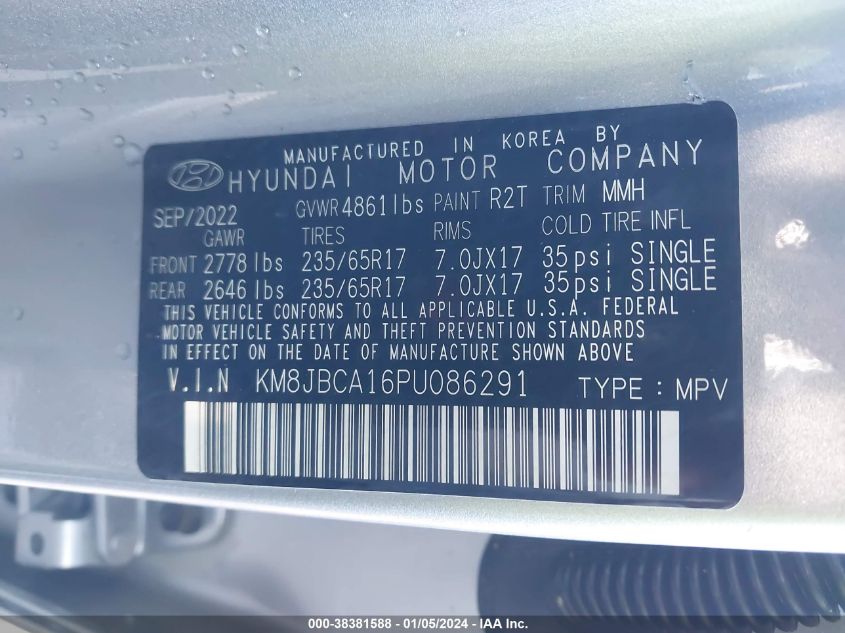 MANUFACTURED IN KOREA BY
HYUNDAI MOTOR COMPANY
SEP/2022 GVWR 4861 lbs PAINT R2T TRIM MMH
GAWR TIRES RIMS COLD TIRE INFL
FRONT 2778 lbs 235/65R17 7.0JX17 35psi SINGLE
REAR 2646 lbs 235/65R17 7.0JX17 35psi SINGLE
THIS VEHICLE CONFORMS TO ALL APPLICABLE U.S.A. FEDERAL
MOTOR VEHICLE SAFETY AND THEFT PREVENTION STANDARDS
IN EFFECT ON THE DATE OF MANUFACTURE SHOWN ABOVE
V.I.N KM8JBCA16PU086291 TYPE : MPV
000-38381588 - 01/05/2024 - IAA Inc.